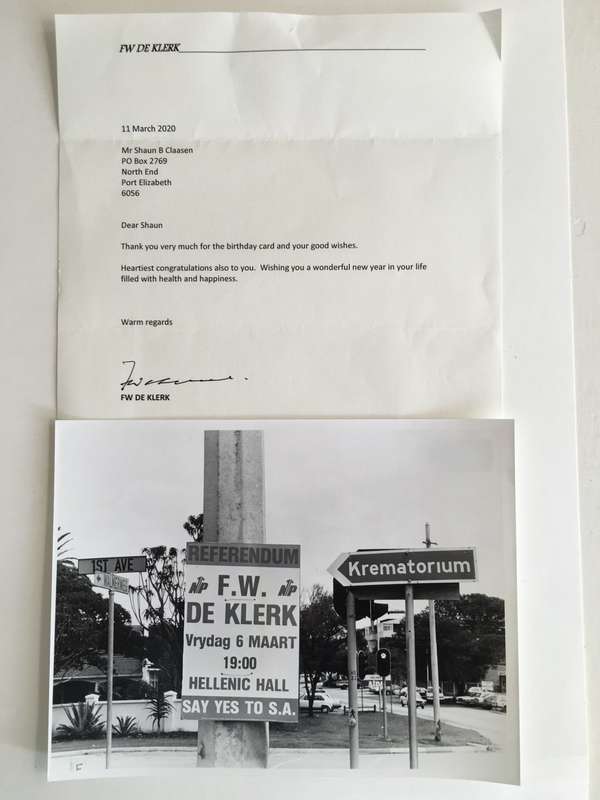 FW DE KLERK
11 March 2020
Mr Shaun B Claasen
PO Box 2769
North End
Port Elizabeth
6056
Dear Shaun
Thank you very much for the birthday card and your good wishes.
Heartiest congratulations also to you. Wishing you a wonderful new year in your life
filled with health and happiness.
Warm regards
FW DE KLERK
1ST AVE
REFERENDUM
NP F.W. NP
DE KLERK
Vrydag 6 MAART
19:00
HELLENIC HALL
SAY YES TO S.A.
Krematorium